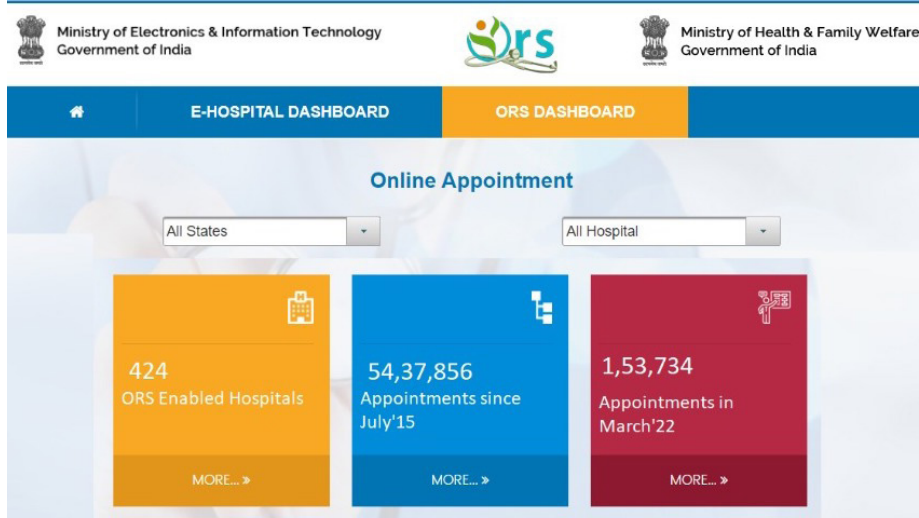 Ministry of Electronics & Information Technology
Government of India
Ors
Ministry of Health & Family Welfare
Government of India
E-HOSPITAL DASHBOARD
ORS DASHBOARD
Online Appointment
All States
All Hospital
424
ORS Enabled Hospitals
MORE... »
54,37,856
Appointments since
July'15
MORE... »
1,53,734
Appointments in
March'22
MORE... »